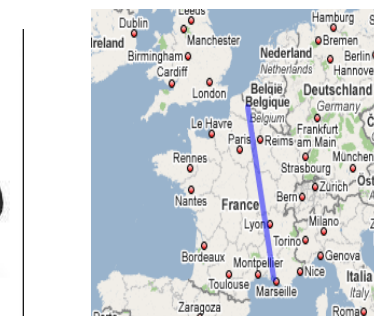 Leeds
Hamburg
Dublin
Manchester
Ireland
Bremen
Birmingham
Nederland
Berlin
Cardiff
Netherlands
Hannove
London
België
Deutschland
Belgique
Germany
Le Havre
Belgium
Frankfurt
Paris
Reims
am Main
Rennes
Strasbourg
München
Zürich
Öst
Nantes
France
Bern
Lyon
Milano
Torino
Bordeaux
Genova
Montpellier
Nice
Toulouse
Italia
Marseille
Italy
Zaragoza
Roma